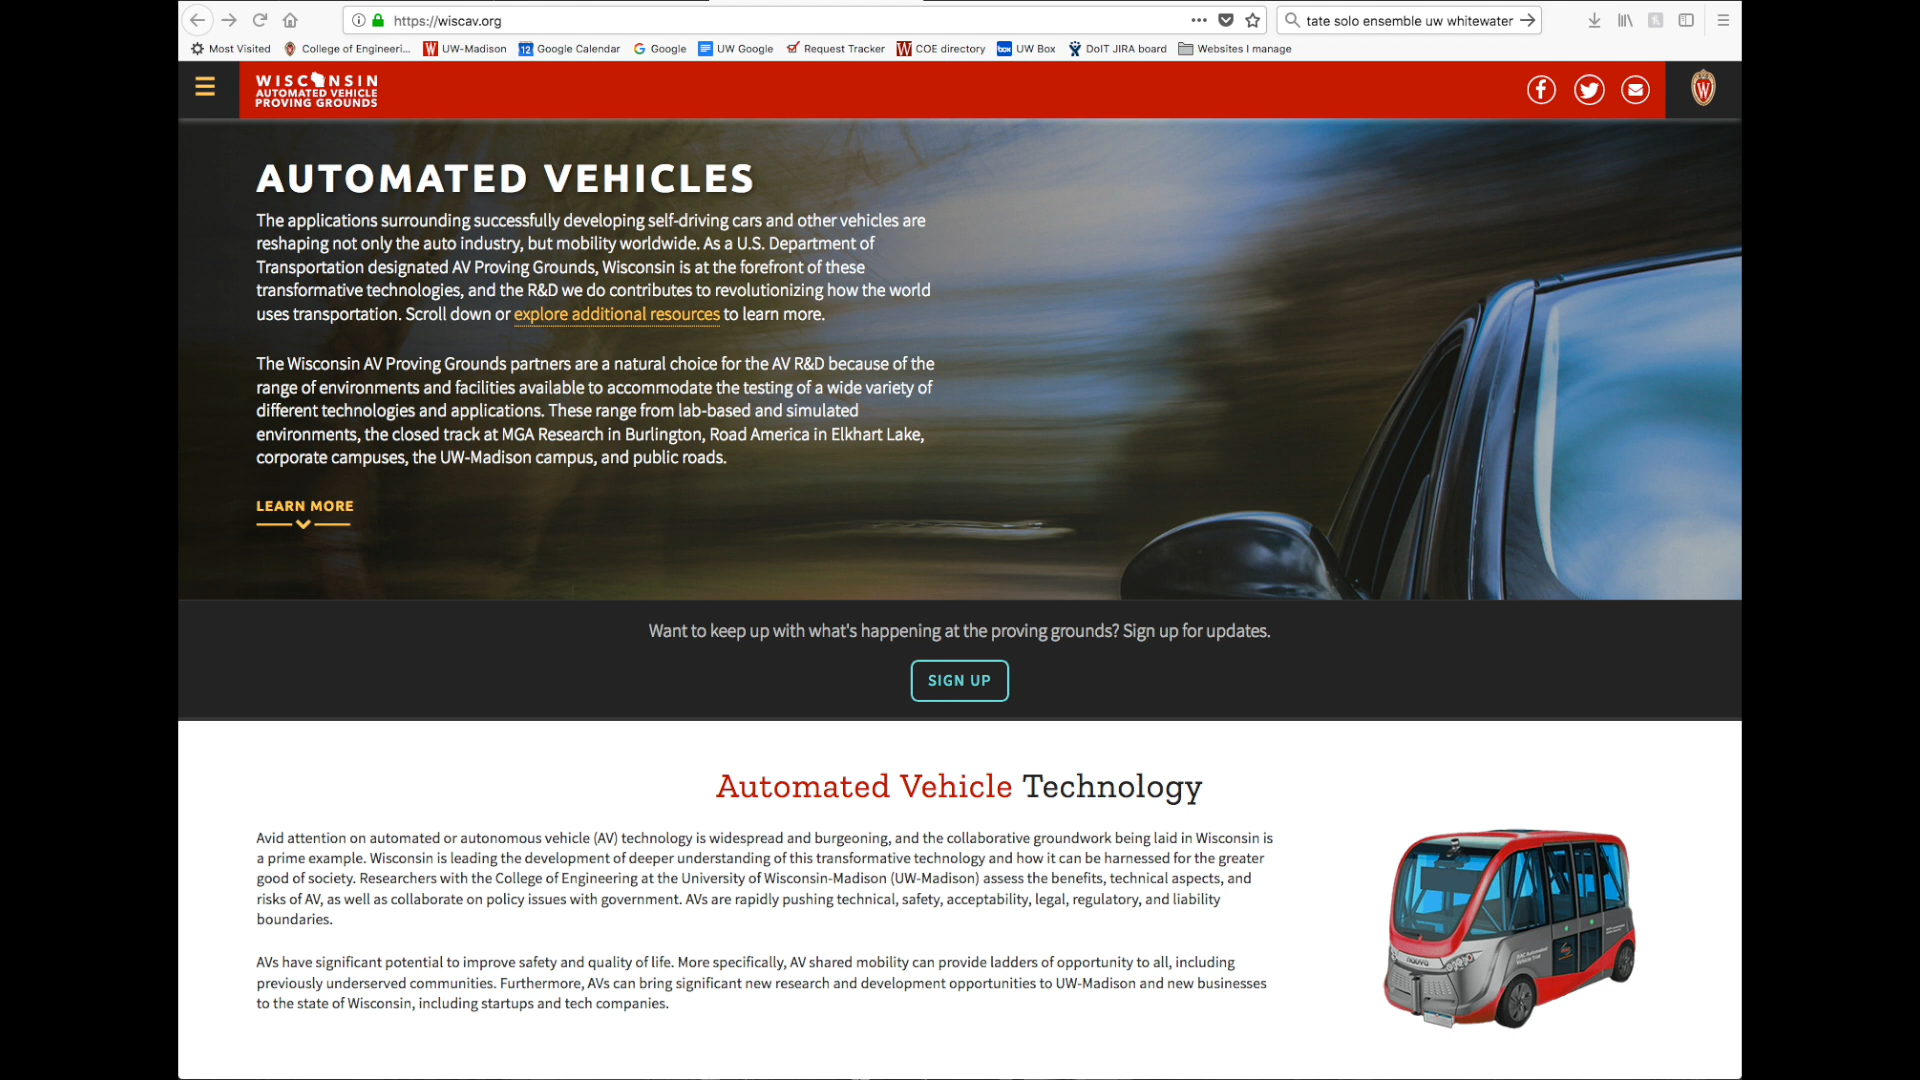 https://wiscav.org
tate solo ensemble uw whitewater
Most Visited
College of Engineeri...
UW-Madison
Google Calendar
Google
UW Google
Request Tracker
COE directory
UW Box
DoIT JIRA board
Websites I manage
WISCONSIN
AUTOMATED VEHICLE
PROVING GROUNDS
AUTOMATED VEHICLES
The applications surrounding successfully developing self-driving cars and other vehicles are
reshaping not only the auto industry, but mobility worldwide. As a U.S. Department of
Transportation designated AV Proving Grounds, Wisconsin is at the forefront of these
transformative technologies, and the R&D we do contributes to revolutionizing how the world
uses transportation. Scroll down or explore additional resources to learn more.
The Wisconsin AV Proving Grounds partners are a natural choice for the AV R&D because of the
range of environments and facilities available to accommodate the testing of a wide variety of
different technologies and applications. These range from lab-based and simulated
environments, the closed track at MGA Research in Burlington, Road America in Elkhart Lake,
corporate campuses, the UW-Madison campus, and public roads.
LEARN MORE
Want to keep up with what's happening at the proving grounds? Sign up for updates.
SIGN UP
Automated Vehicle Technology
Avid attention on automated or autonomous vehicle (AV) technology is widespread and burgeoning, and the collaborative groundwork being laid in Wisconsin is
a prime example. Wisconsin is leading the development of deeper understanding of this transformative technology and how it can be harnessed for the greater
good of society. Researchers with the College of Engineering at the University of Wisconsin-Madison (UW-Madison) assess the benefits, technical aspects, and
risks of AV, as well as collaborate on policy issues with government. AVs are rapidly pushing technical, safety, acceptability, legal, regulatory, and liability
boundaries.
AVs have significant potential to improve safety and quality of life. More specifically, AV shared mobility can provide ladders of opportunity to all, including
previously underserved communities. Furthermore, AVs can bring significant new research and development opportunities to UW-Madison and new businesses
to the state of Wisconsin, including startups and tech companies.